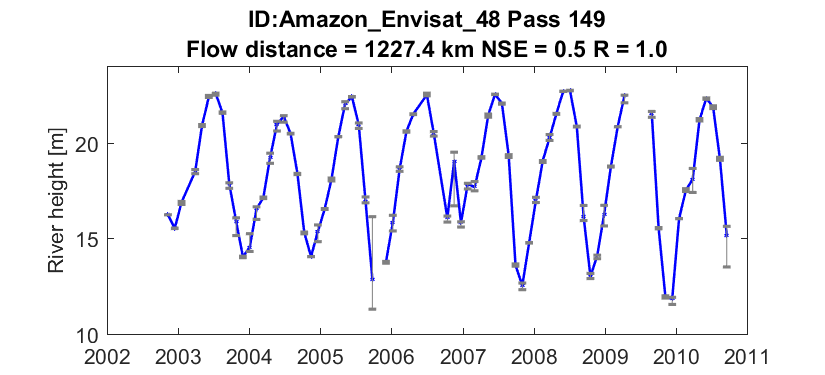 ID:Amazon_Envisat_48 Pass 149
Flow distance = 1227.4 km NSE = 0.5 R = 1.0
River height [m]
20
15
10
2002 2003 2004 2005 2006 2007 2008 2009 2010 2011